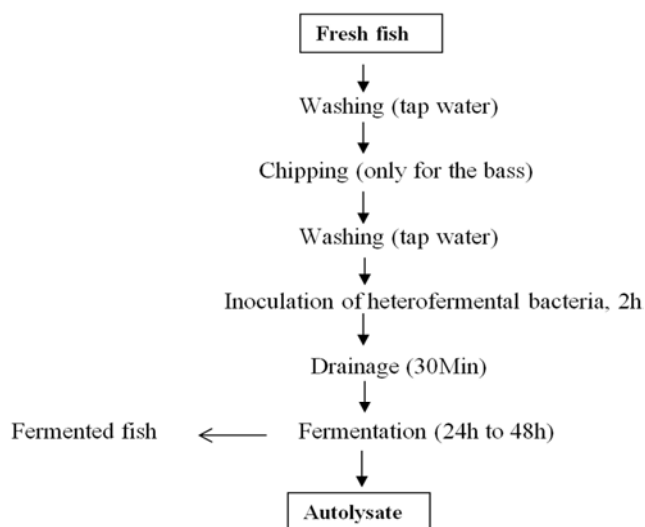 Fresh fish
Washing (tap water)
Chipping (only for the bass)
Washing (tap water)
Inoculation of heterofermental bacteria, 2h
Drainage (30Min)
Fermented fish
Fermentation (24h to 48h)
Autolysate